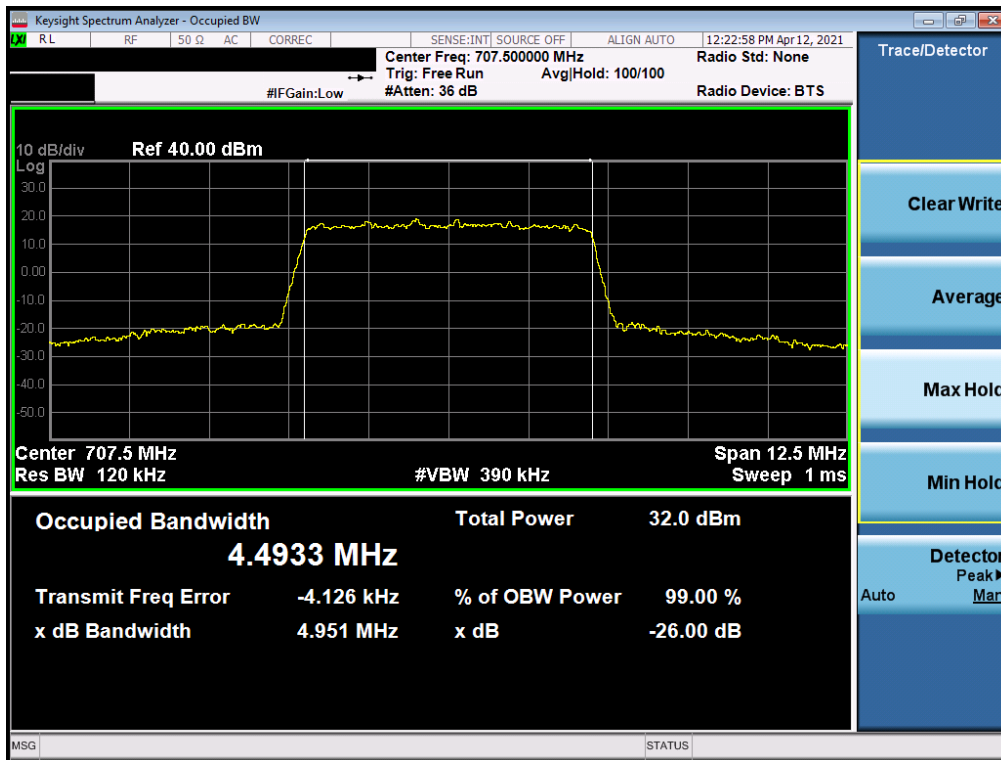 Keysight Spectrum Analyzer - Occupied BW
LXI RL RF 50 Ω AC CORREC SENSE:INT SOURCE OFF ALIGN AUTO 12:22:58 PM Apr 12, 2021
Center Freq: 707.500000 MHz Radio Std: None
Trig: Free Run Avg|Hold: 100/100
#IFGain:Low #Atten: 36 dB Radio Device: BTS
Trace/Detector
10 dB/div Ref 40.00 dBm
Log
30.0
20.0
10.0
0.00
-10.0
-20.0
-30.0
-40.0
-50.0
Center 707.5 MHz Span 12.5 MHz
Res BW 120 kHz #VBW 390 kHz Sweep 1 ms
Occupied Bandwidth Total Power 32.0 dBm
4.4933 MHz
Transmit Freq Error -4.126 kHz % of OBW Power 99.00 %
x dB Bandwidth 4.951 MHz x dB -26.00 dB
Clear Write
Average
Max Hold
Min Hold
Detector
Peak▶
Auto Man
MSG STATUS